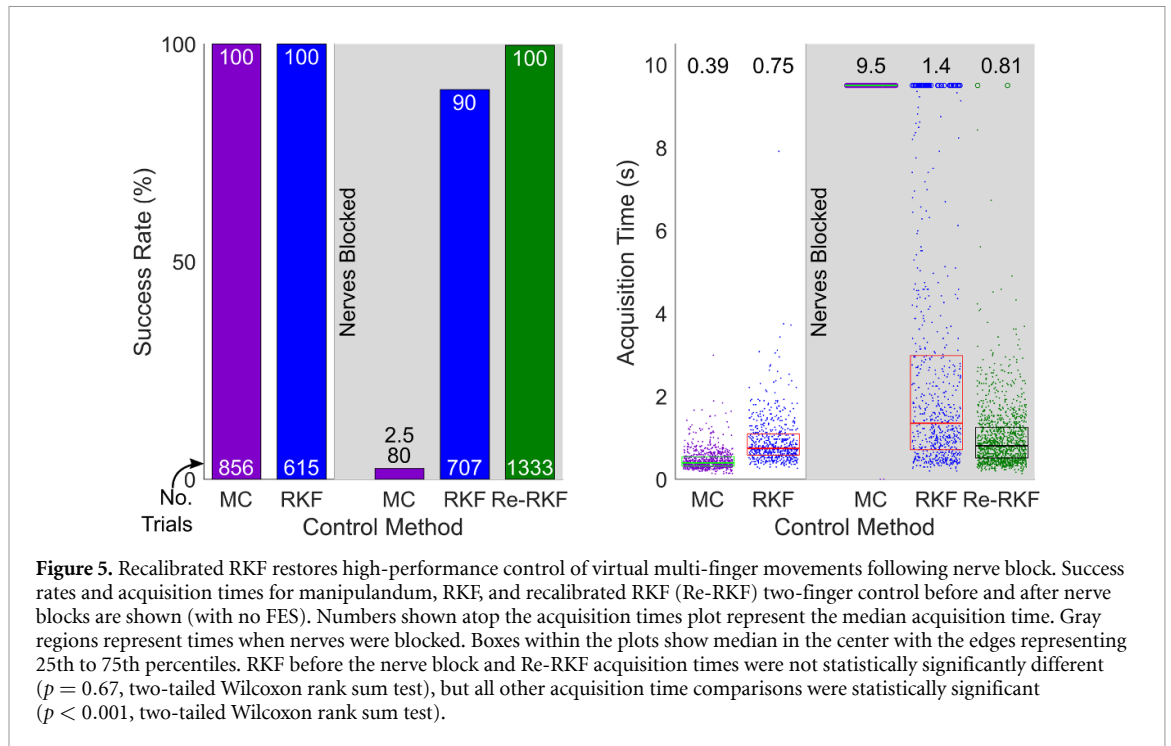 100
50
0
Success Rate (%)
100
100
Nerves Blocked
2.5
80
90
100
856
615
707
1333
No.
Trials
MC
RKF
MC
RKF
Re-RKF
Control Method
10
8
6
4
2
0
Acquisition Time (s)
0.39
0.75
Nerves Blocked
9.5
1.4
0.81
MC
RKF
MC
RKF
Re-RKF
Control Method
Figure 5. Recalibrated RKF restores high-performance control of virtual multi-finger movements following nerve block. Success
rates and acquisition times for manipulandum, RKF, and recalibrated RKF (Re-RKF) two-finger control before and after nerve
blocks are shown (with no FES). Numbers shown atop the acquisition times plot represent the median acquisition time. Gray
regions represent times when nerves were blocked. Boxes within the plots show median in the center with the edges representing
25th to 75th percentiles. RKF before the nerve block and Re-RKF acquisition times were not statistically significantly different
(p = 0.67, two-tailed Wilcoxon rank sum test), but all other acquisition time comparisons were statistically significant
(p < 0.001, two-tailed Wilcoxon rank sum test).